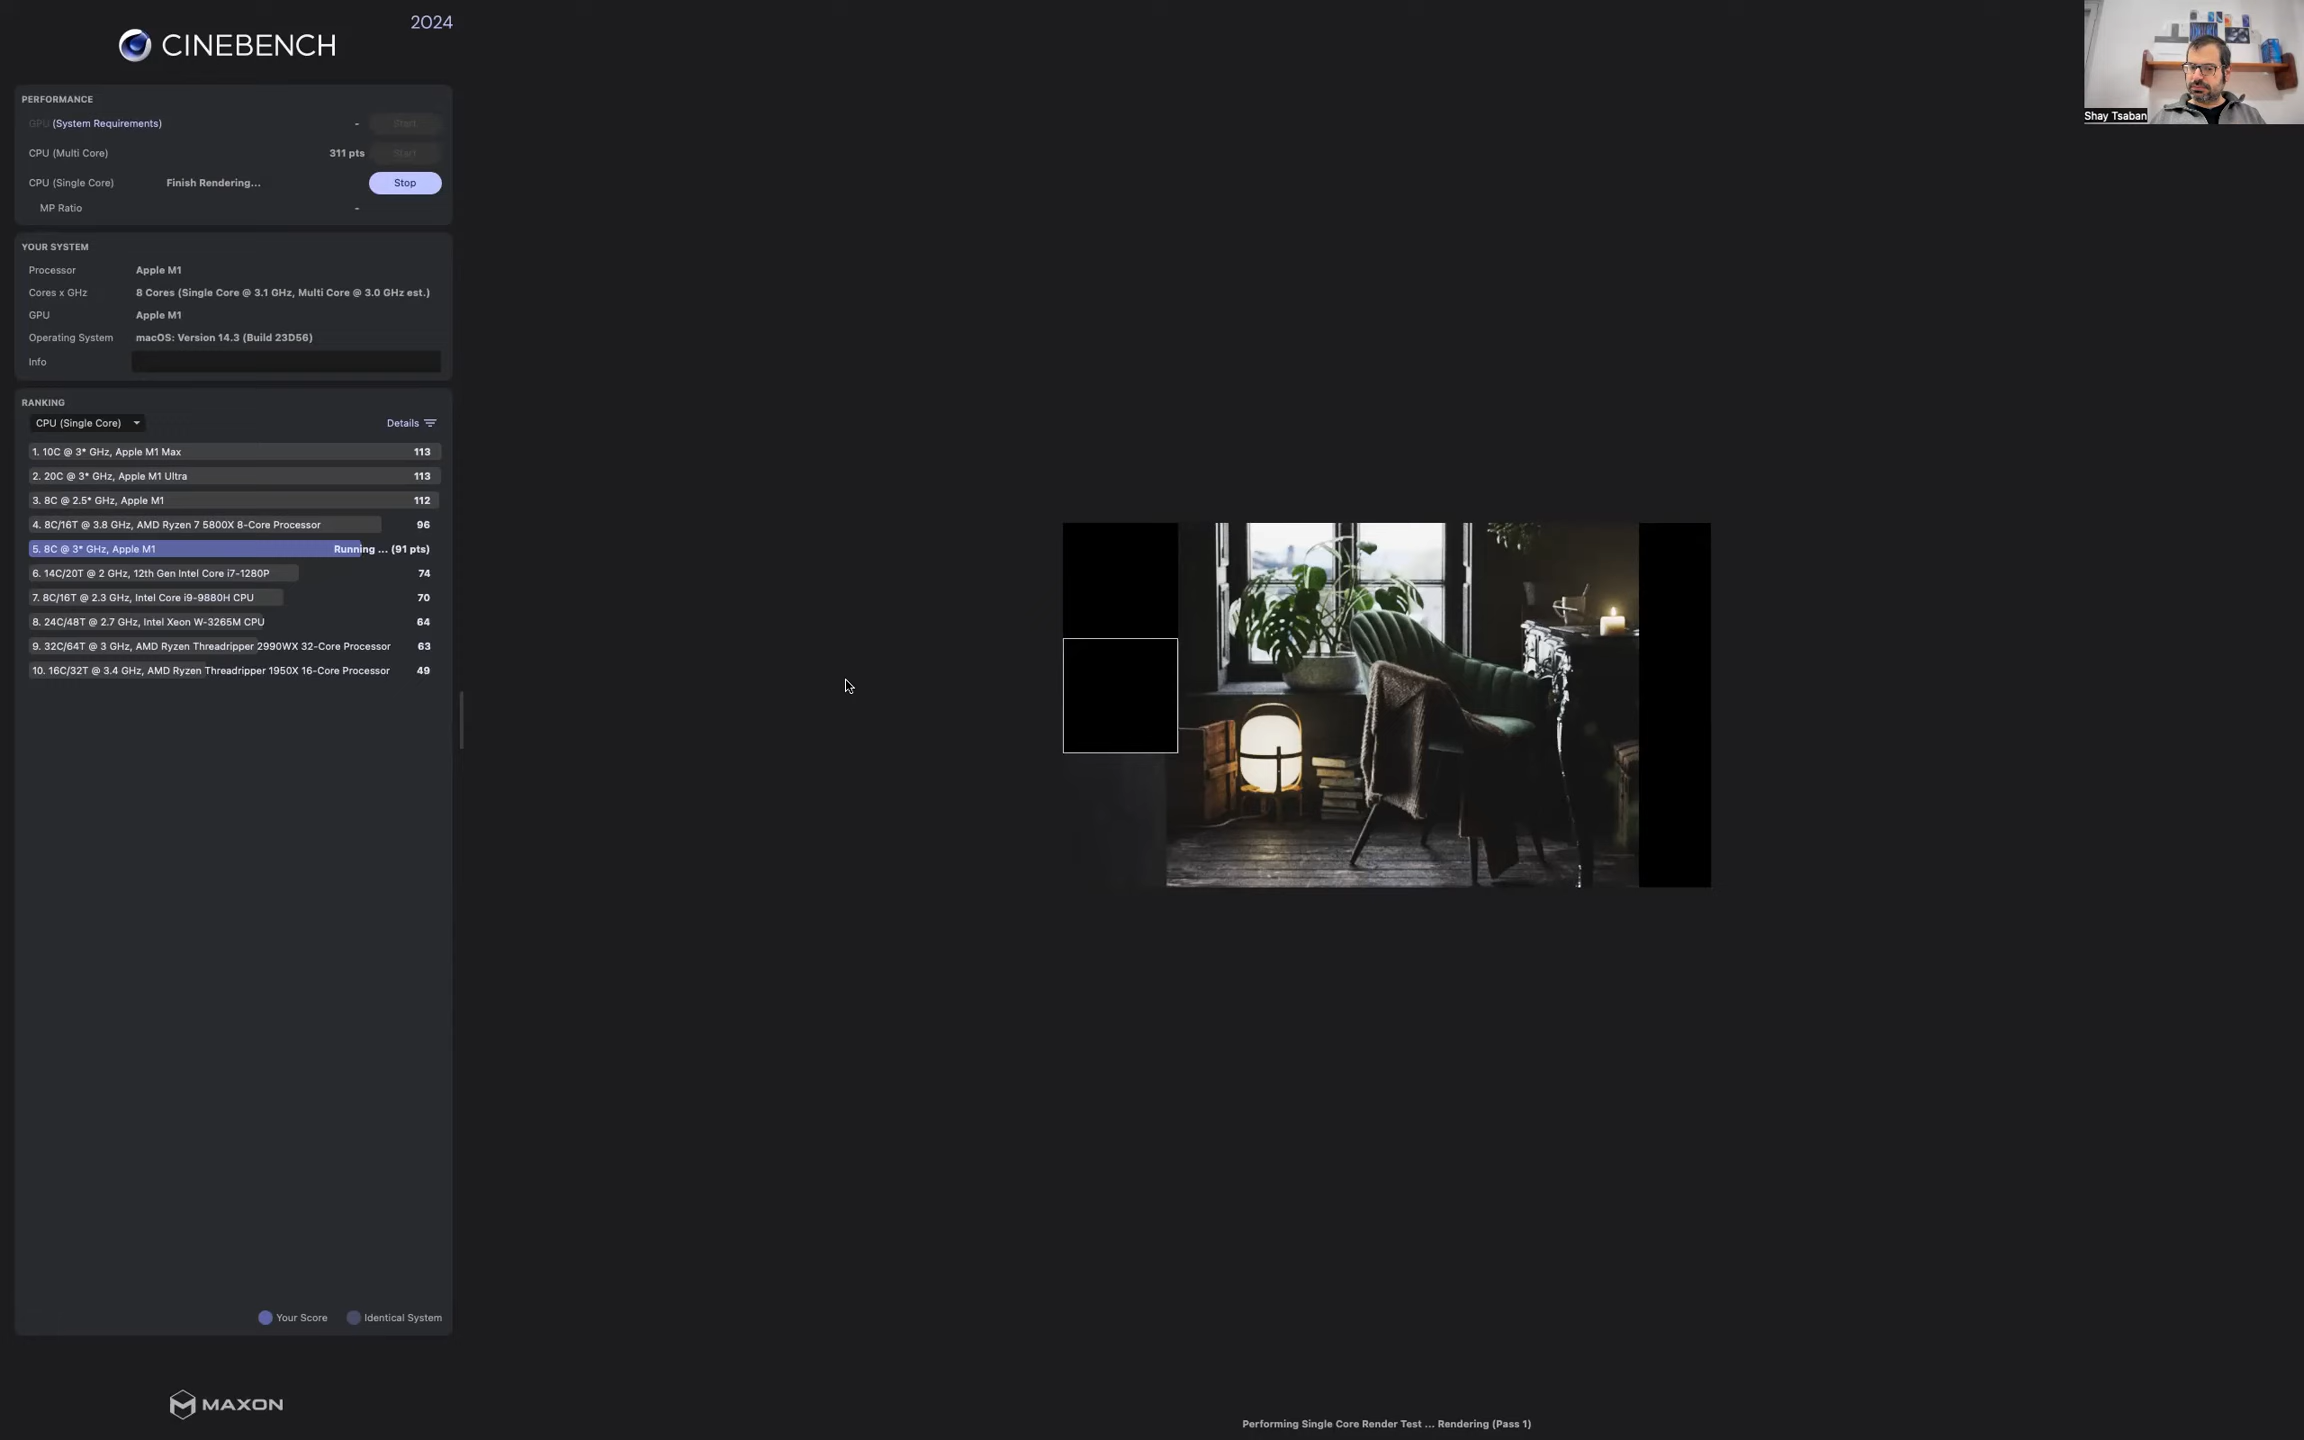 2024
CINEBENCH
PERFORMANCE
GPU (System Requirements) - Start
CPU (Multi Core) 311 pts Start
CPU (Single Core) Finish Rendering... Stop
MP Ratio -
YOUR SYSTEM
Processor Apple M1
Cores x GHz 8 Cores (Single Core @ 3.1 GHz, Multi Core @ 3.0 GHz est.)
GPU Apple M1
Operating System macOS: Version 14.3 (Build 23D56)
Info
RANKING
CPU (Single Core) Details
1. 10C @ 3* GHz, Apple M1 Max 113
2. 20C @ 3* GHz, Apple M1 Ultra 113
3. 8C @ 2.5* GHz, Apple M1 112
4. 8C/16T @ 3.8 GHz, AMD Ryzen 7 5800X 8-Core Processor 96
5. 8C @ 3* GHz, Apple M1 Running ... (91 pts)
6. 14C/20T @ 2 GHz, 12th Gen Intel Core i7-1280P 74
7. 8C/16T @ 2.3 GHz, Intel Core i9-9880H CPU 70
8. 24C/48T @ 2.7 GHz, Intel Xeon W-3265M CPU 64
9. 32C/64T @ 3 GHz, AMD Ryzen Threadripper 2990WX 32-Core Processor 63
10. 16C/32T @ 3.4 GHz, AMD Ryzen Threadripper 1950X 16-Core Processor 49
Your Score Identical System
MAXON
Performing Single Core Render Test ... Rendering (Pass 1)
Shay Tsaban